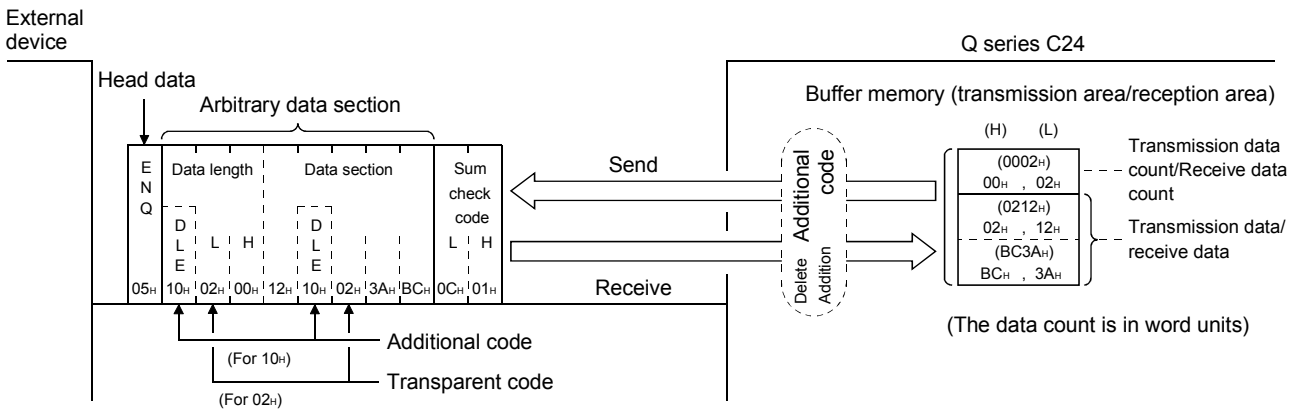 External
device
Q series C24
Head data
Arbitrary data section
Buffer memory (transmission area/reception area)
(H) (L)
E
N
Q
Data length
Data section
Sum
check
code
Send
Additional
code
(0002H)
00H , 02H
Transmission data
count/Receive data
count
D
L
E
L H
D
L
E
L H
(0212H)
02H , 12H
Transmission data/
receive data
(BC3AH)
BCH , 3AH
Delete
Addition
05H 10H 02H 00H 12H 10H 02H 3AH BCH 0CH 01H
Receive
(The data count is in word units)
Additional code
(For 10H)
Transparent code
(For 02H)